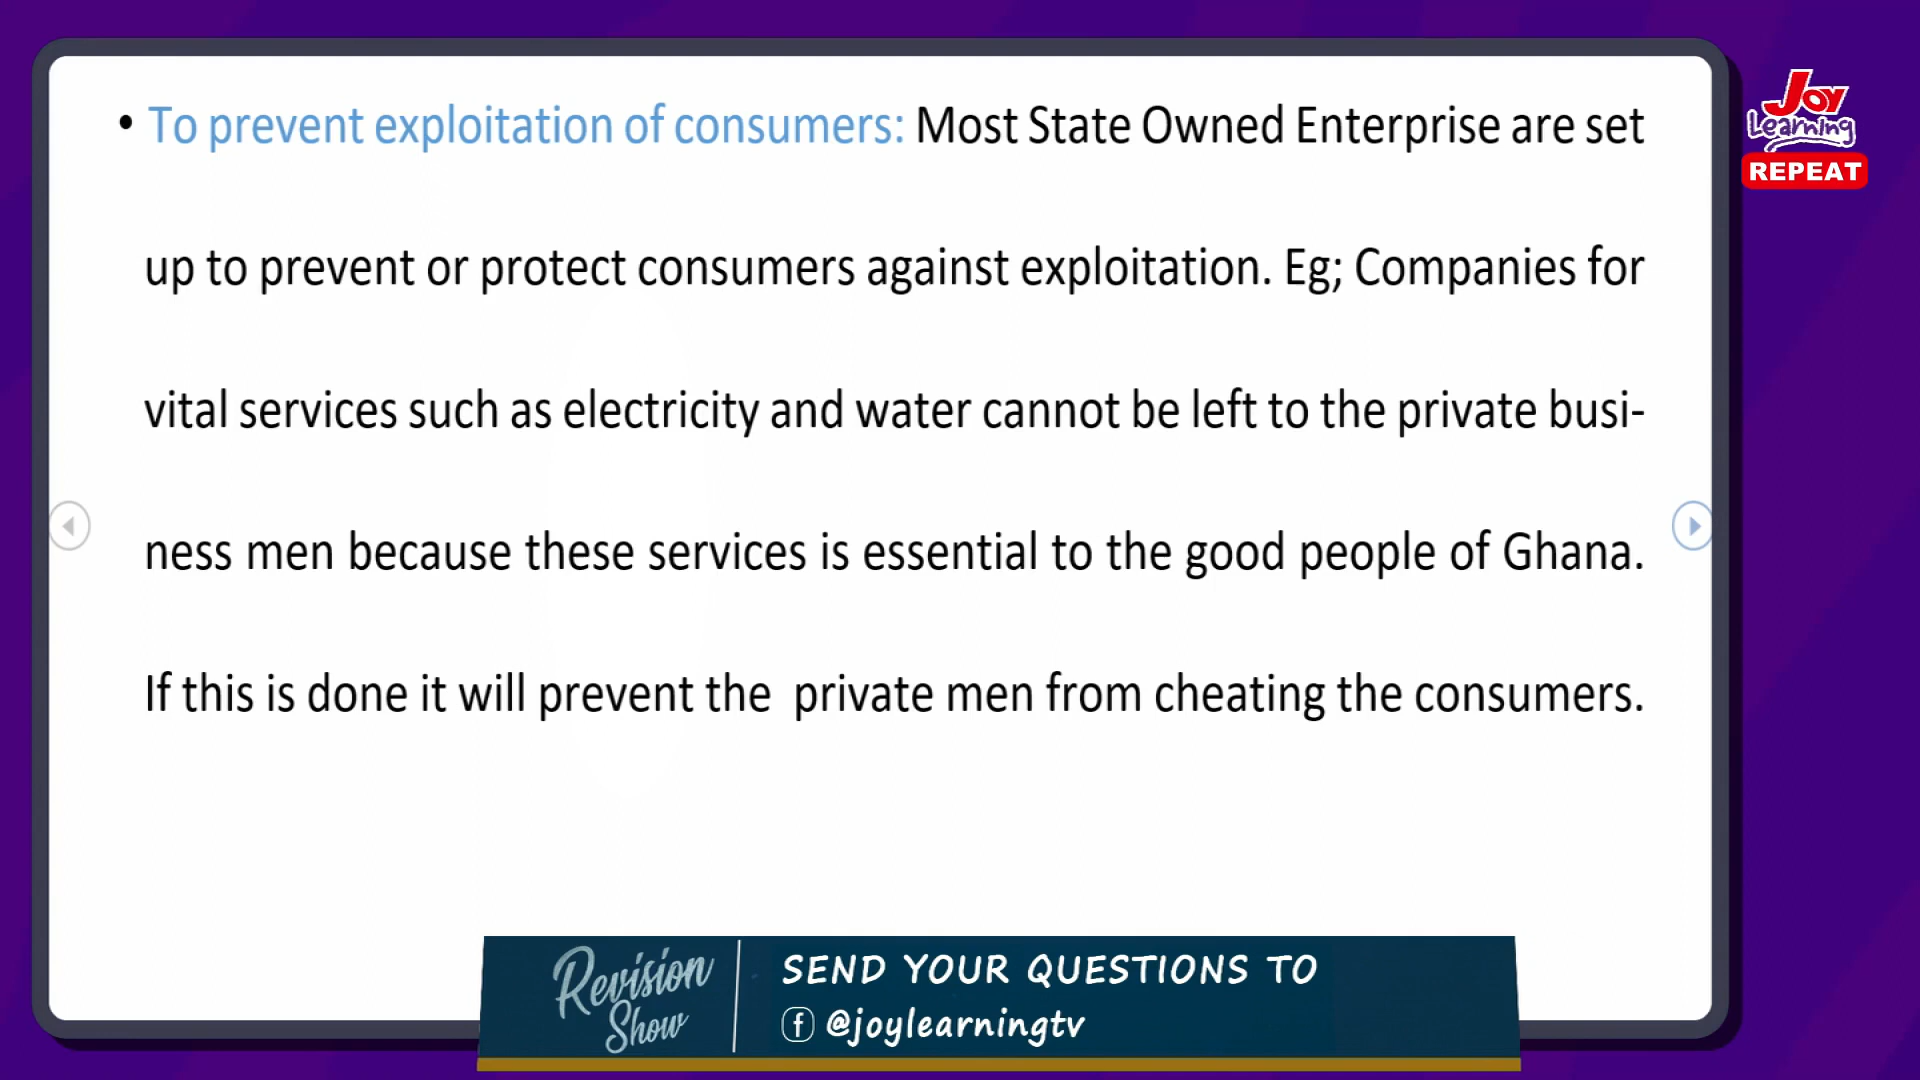 • To prevent exploitation of consumers: Most State Owned Enterprise are set
up to prevent or protect consumers against exploitation. Eg; Companies for
vital services such as electricity and water cannot be left to the private busi-
ness men because these services is essential to the good people of Ghana.
If this is done it will prevent the private men from cheating the consumers.
Joy
Learning
REPEAT
Revision
Show
SEND YOUR QUESTIONS TO
@joylearningtv